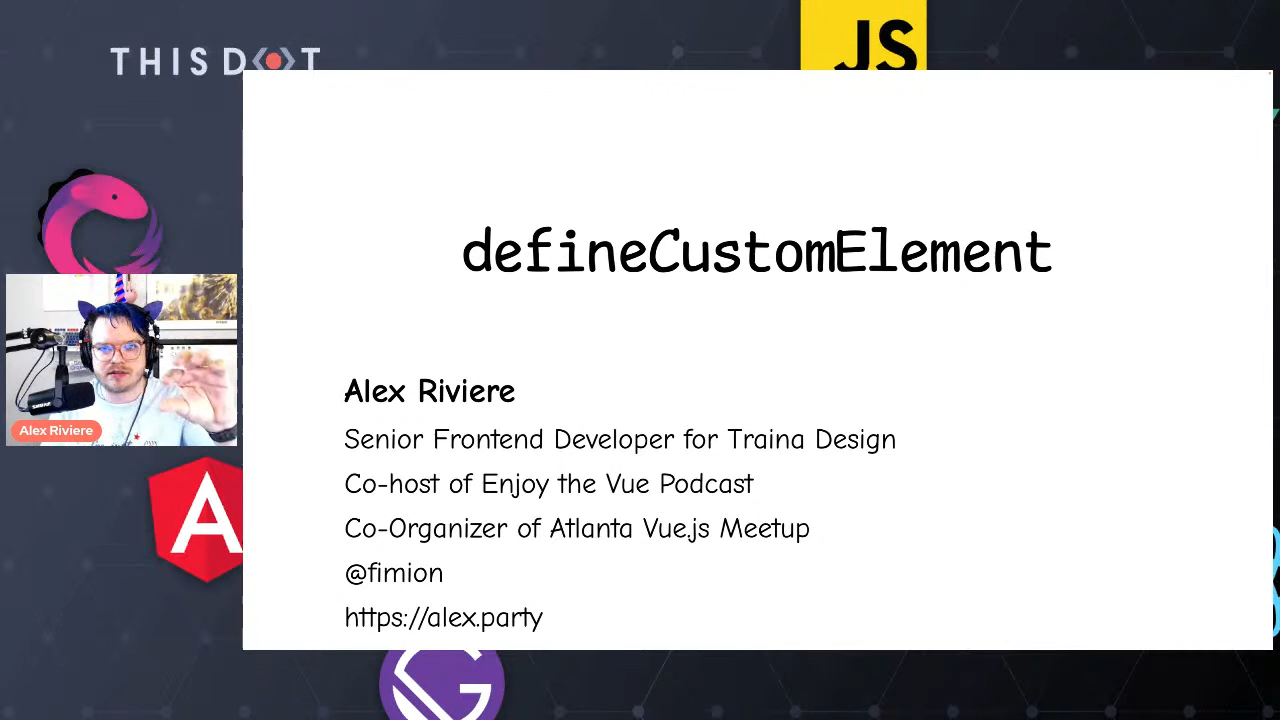 THIS DOT
JS
defineCustomElement
Alex Riviere
Senior Frontend Developer for Traina Design
Co-host of Enjoy the Vue Podcast
Co-Organizer of Atlanta Vue.js Meetup
@fimion
https://alex.party
SHURE
Alex Riviere
A
G